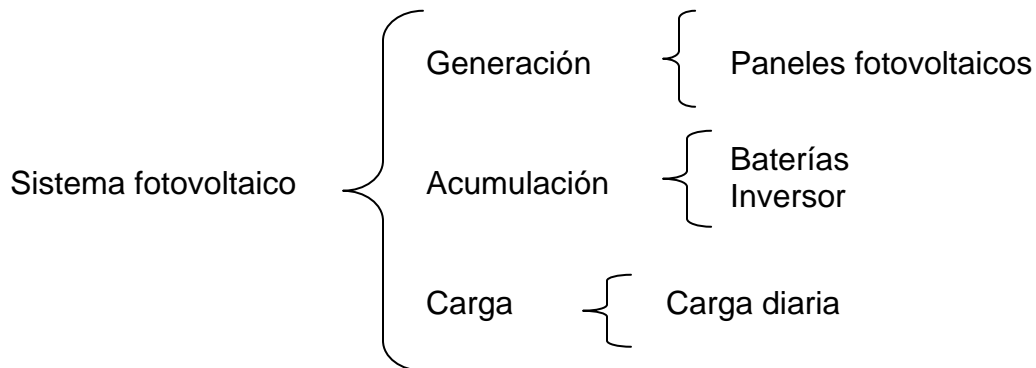 Sistema fotovoltaico
Generación
Paneles fotovoltaicos
Acumulación
Baterías
Inversor
Carga
Carga diaria